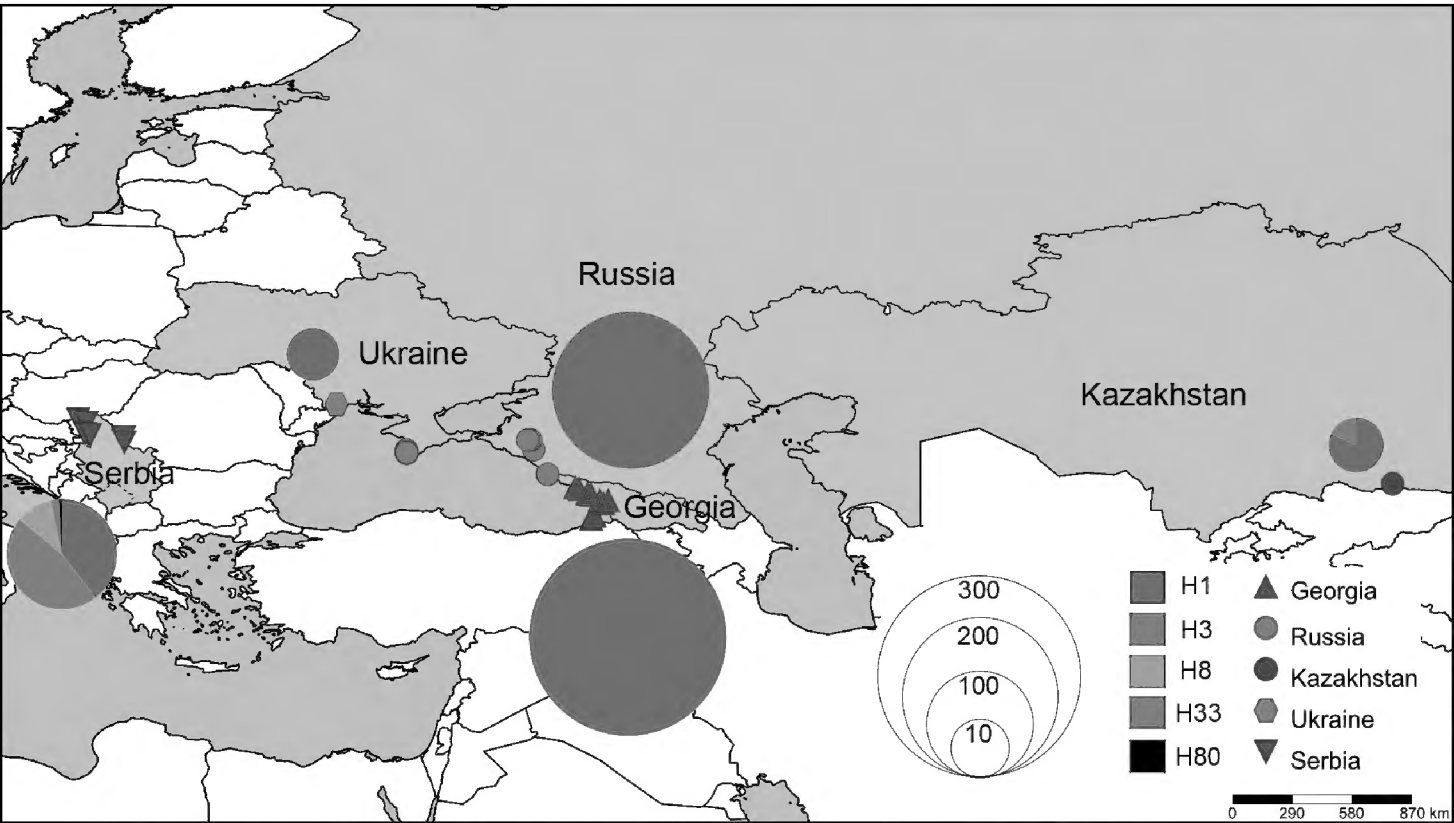 Russia
Ukraine
Kazakhstan
Serbia
Georgia
300
200
100
10
H1
H3
H8
H33
H80
Georgia
Russia
Kazakhstan
Ukraine
Serbia
0 290 580 870 km